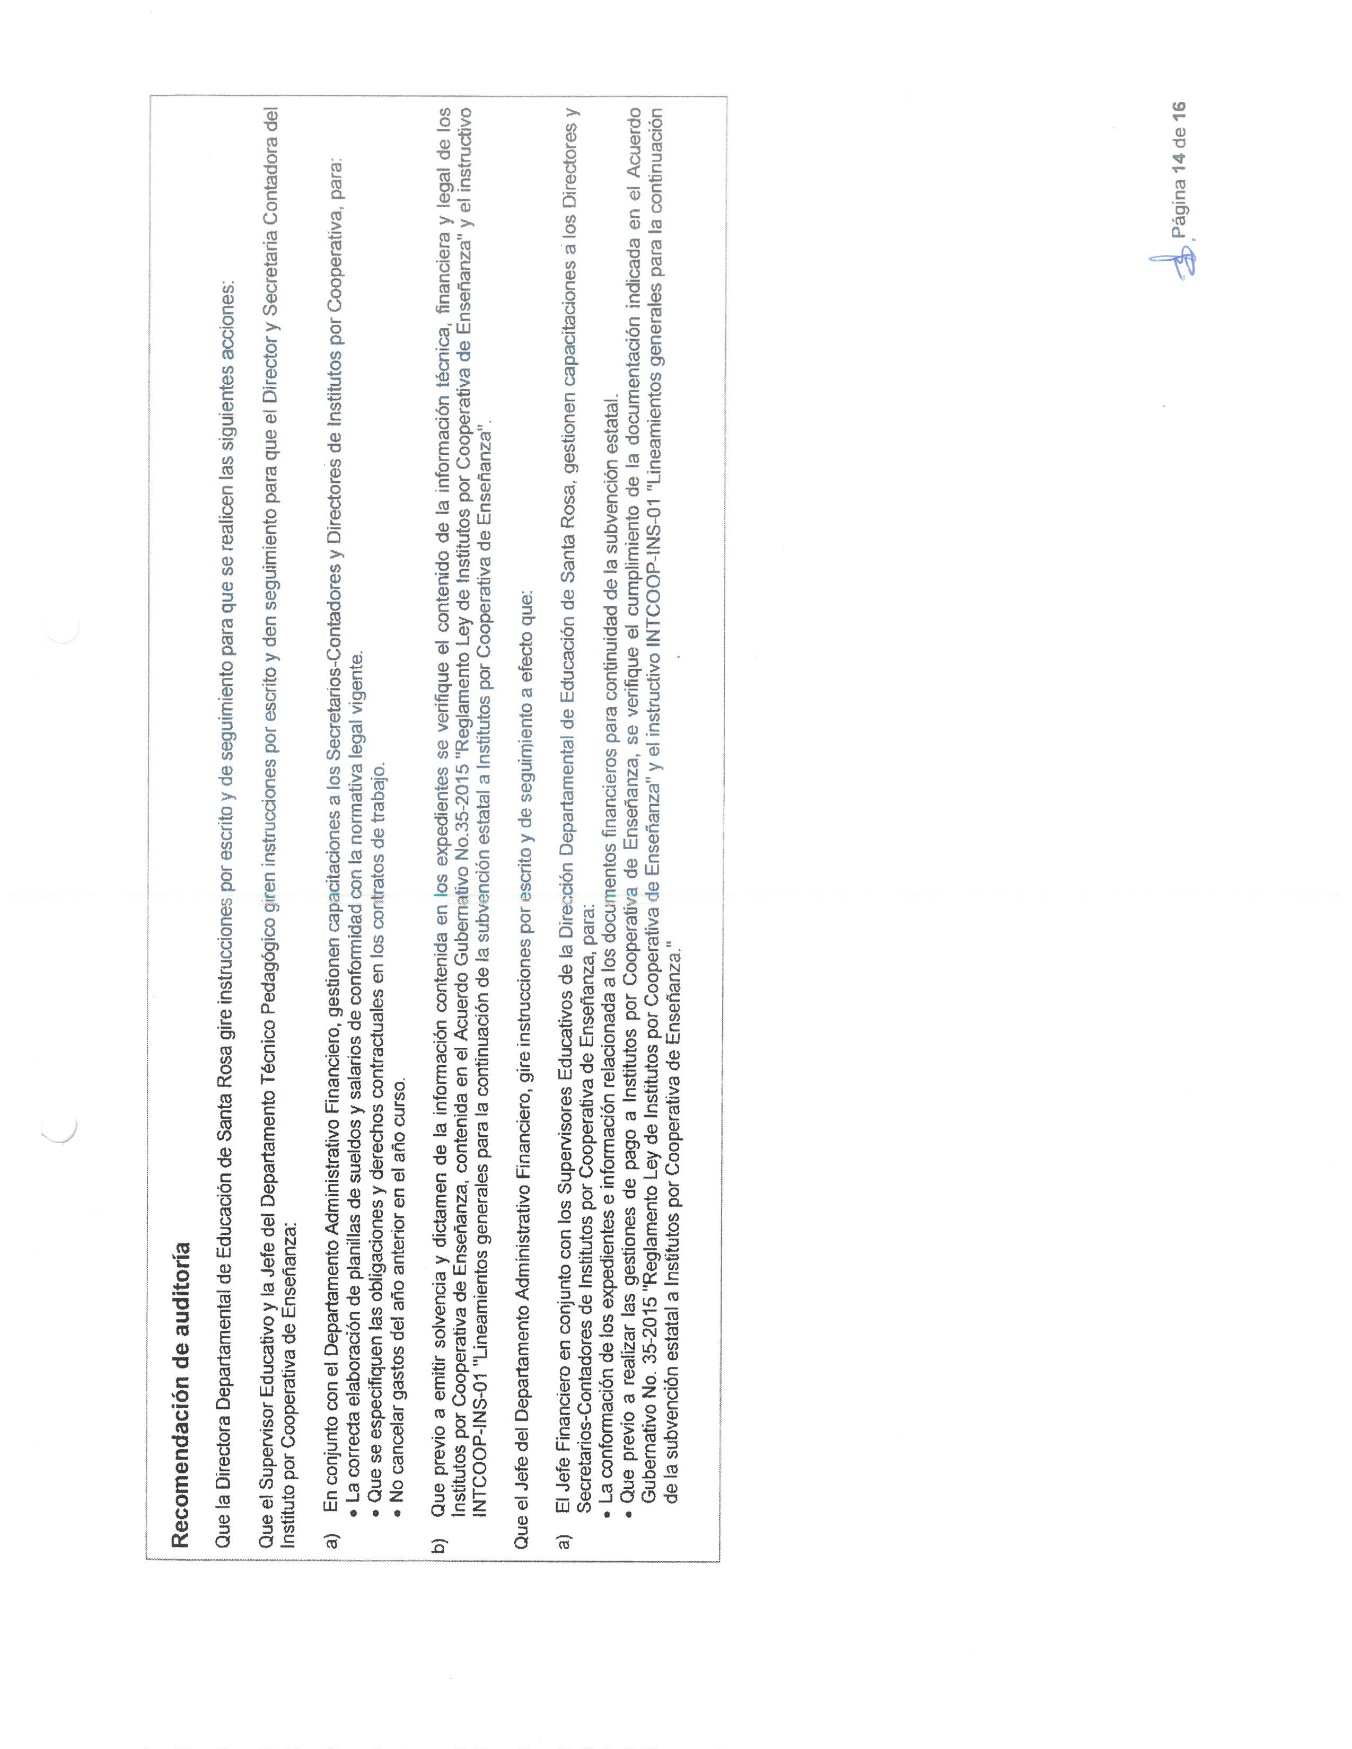 Recomendación de auditoría
Que la Directora Departamental de Educación de Santa Rosa gire instrucciones por escrito y de seguimiento para que se realicen las siguientes acciones:
Que el Supervisor Educativo y la Jefe del Departamento Técnico Pedagógico giren instrucciones por escrito y den seguimiento para que el Director y Secretaria Contadora del
Instituto por Cooperativa de Enseñanza:
a) En conjunto con el Departamento Administrativo Financiero, gestionen capacitaciones a los Secretarios-Contadores y Directores de Institutos por Cooperativa, para:
• La correcta elaboración de planillas de sueldos y salarios de conformidad con la normativa legal vigente.
• Que se especifiquen las obligaciones y derechos contractuales en los contratos de trabajo.
• No cancelar gastos del año anterior en el año curso.
b) Que previo a emitir solvencia y dictamen de la información contenida en los expedientes se verifique el contenido de la información técnica, financiera y legal de los
Institutos por Cooperativa de Enseñanza, contenida en el Acuerdo Gubernativo No.35-2015 "Reglamento Ley de Institutos por Cooperativa de Enseñanza" y el instructivo
INTCOOP-INS-01 "Lineamientos generales para la continuación de la subvención estatal a Institutos por Cooperativa de Enseñanza".
Que el Jefe del Departamento Administrativo Financiero, gire instrucciones por escrito y de seguimiento a efecto que:
a) El Jefe Financiero en conjunto con los Supervisores Educativos de la Dirección Departamental de Educación de Santa Rosa, gestionen capacitaciones a los Directores y
Secretarios-Contadores de Institutos por Cooperativa de Enseñanza, para:
• La conformación de los expedientes e información relacionada a los documentos financieros para continuidad de la subvención estatal.
• Que previo a realizar las gestiones de pago a Institutos por Cooperativa de Enseñanza, se verifique el cumplimiento de la documentación indicada en el Acuerdo
Gubernativo No. 35-2015 "Reglamento Ley de Institutos por Cooperativa de Enseñanza" y el instructivo INTCOOP-INS-01 "Lineamientos generales para la continuación
de la subvención estatal a Institutos por Cooperativa de Enseñanza."
Página 14 de 16